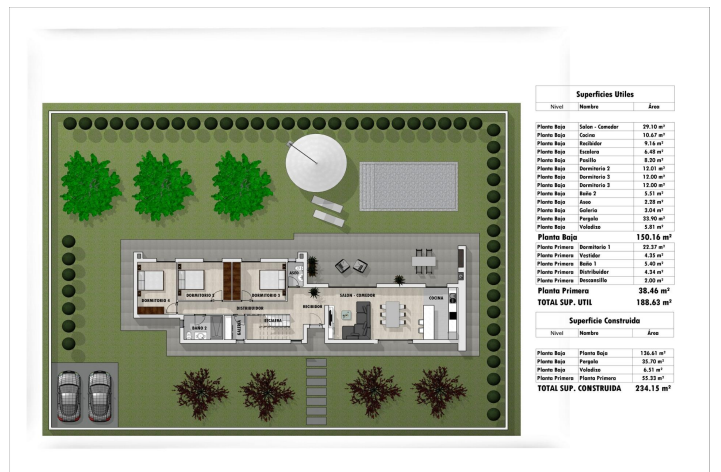 DORMITORIO 4
DORMITORIO 2
DORMITORIO 3
ASEO
DISTRIBUIDOR
BAÑO 2
GALERIA
ESCALERA
RECIBIDOR
SALON - COMEDOR
COCINA
Superficies Utiles
Nivel Nombre Área
Planta Baja Salon - Comedor 29.10 m²
Planta Baja Cocina 10.67 m²
Planta Baja Recibidor 9.16 m²
Planta Baja Escalera 6.48 m²
Planta Baja Pasillo 8.20 m²
Planta Baja Dormitorio 2 12.01 m²
Planta Baja Dormitorio 3 12.00 m²
Planta Baja Dormitorio 3 12.00 m²
Planta Baja Baño 2 5.51 m²
Planta Baja Aseo 2.28 m²
Planta Baja Galeria 3.04 m²
Planta Baja Pergola 33.90 m²
Planta Baja Voladizo 5.81 m²
Planta Baja 150.16 m²
Planta Primera Dormitorio 1 22.37 m²
Planta Primera Vestidor 4.35 m²
Planta Primera Baño 1 5.40 m²
Planta Primera Distribuidor 4.34 m²
Planta Primera Descansillo 2.00 m²
Planta Primera 38.46 m²
TOTAL SUP. UTIL 188.63 m²
Superficie Construida
Nivel Nombre Área
Planta Baja Planta Baja 136.61 m²
Planta Baja Pergola 35.70 m²
Planta Baja Voladizo 6.51 m²
Planta Primera Planta Primera 55.33 m²
TOTAL SUP. CONSTRUIDA 234.15 m²